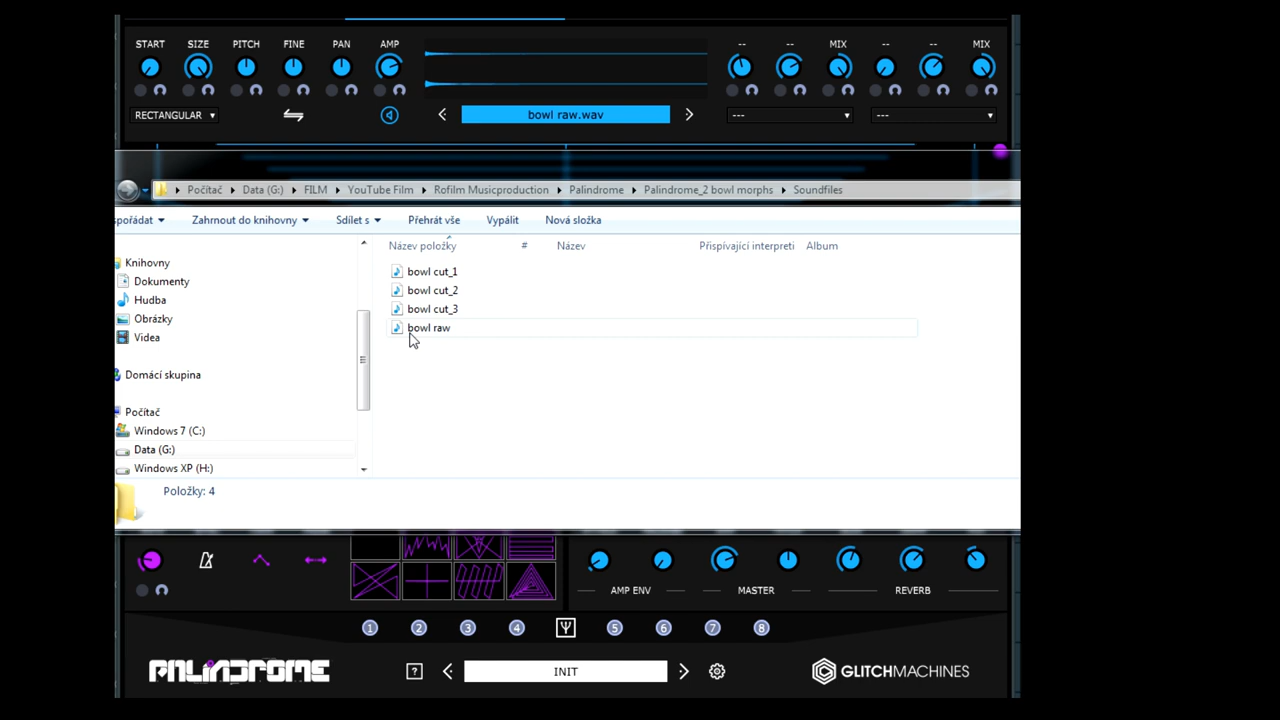 START SIZE PITCH FINE PAN AMP -- -- MIX -- -- MIX
RECTANGULAR bowl raw.wav --- ---
Počítač Data (G:) FILM YouTube Film Rofilm Musicproduction Palindrome Palindrome_2 bowl morphs Soundfiles
spořádat Zahrnout do knihovny Sdílet s Přehrát vše Vypálit Nová složka
Název položky # Název Přispívající interpreti Album
Knihovny
Dokumenty
Hudba
Obrázky
Videa
Domácí skupina
Počítač
Windows 7 (C:)
Data (G:)
Windows XP (H:)
bowl cut_1
bowl cut_2
bowl cut_3
bowl raw
Položky: 4
AMP ENV MASTER REVERB
1 2 3 4 5 6 7 8
PALINDROME ? INIT GLITCHMACHINES